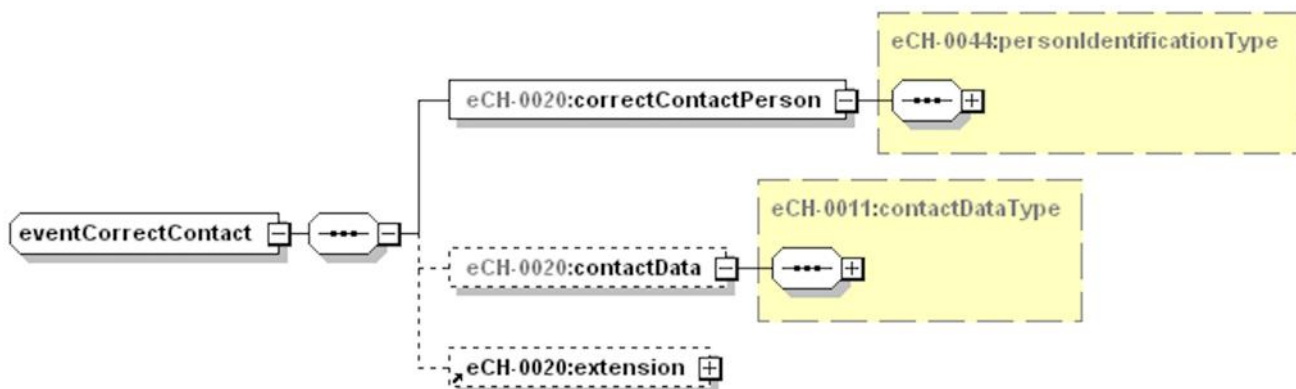 eCH-0044:personIdentificationType
eCH-0020:correctContactPerson
eCH-0011:contactDataType
eventCorrectContact
eCH-0020:contactData
eCH-0020:extension